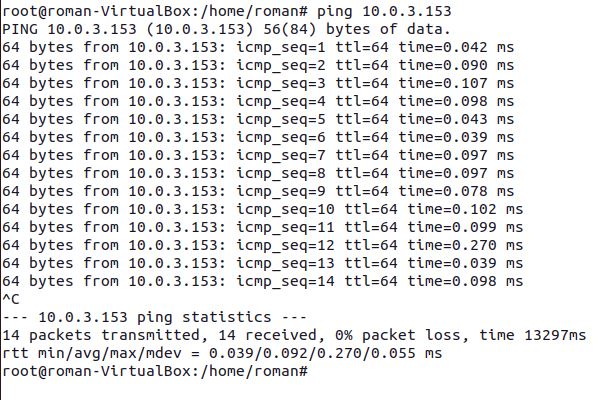 root@roman-VirtualBox:/home/roman# ping 10.0.3.153
PING 10.0.3.153 (10.0.3.153) 56(84) bytes of data.
64 bytes from 10.0.3.153: icmp_seq=1 ttl=64 time=0.042 ms
64 bytes from 10.0.3.153: icmp_seq=2 ttl=64 time=0.090 ms
64 bytes from 10.0.3.153: icmp_seq=3 ttl=64 time=0.107 ms
64 bytes from 10.0.3.153: icmp_seq=4 ttl=64 time=0.098 ms
64 bytes from 10.0.3.153: icmp_seq=5 ttl=64 time=0.043 ms
64 bytes from 10.0.3.153: icmp_seq=6 ttl=64 time=0.039 ms
64 bytes from 10.0.3.153: icmp_seq=7 ttl=64 time=0.097 ms
64 bytes from 10.0.3.153: icmp_seq=8 ttl=64 time=0.097 ms
64 bytes from 10.0.3.153: icmp_seq=9 ttl=64 time=0.078 ms
64 bytes from 10.0.3.153: icmp_seq=10 ttl=64 time=0.102 ms
64 bytes from 10.0.3.153: icmp_seq=11 ttl=64 time=0.099 ms
64 bytes from 10.0.3.153: icmp_seq=12 ttl=64 time=0.270 ms
64 bytes from 10.0.3.153: icmp_seq=13 ttl=64 time=0.039 ms
64 bytes from 10.0.3.153: icmp_seq=14 ttl=64 time=0.098 ms
^C
--- 10.0.3.153 ping statistics ---
14 packets transmitted, 14 received, 0% packet loss, time 13297ms
rtt min/avg/max/mdev = 0.039/0.092/0.270/0.055 ms
root@roman-VirtualBox:/home/roman#